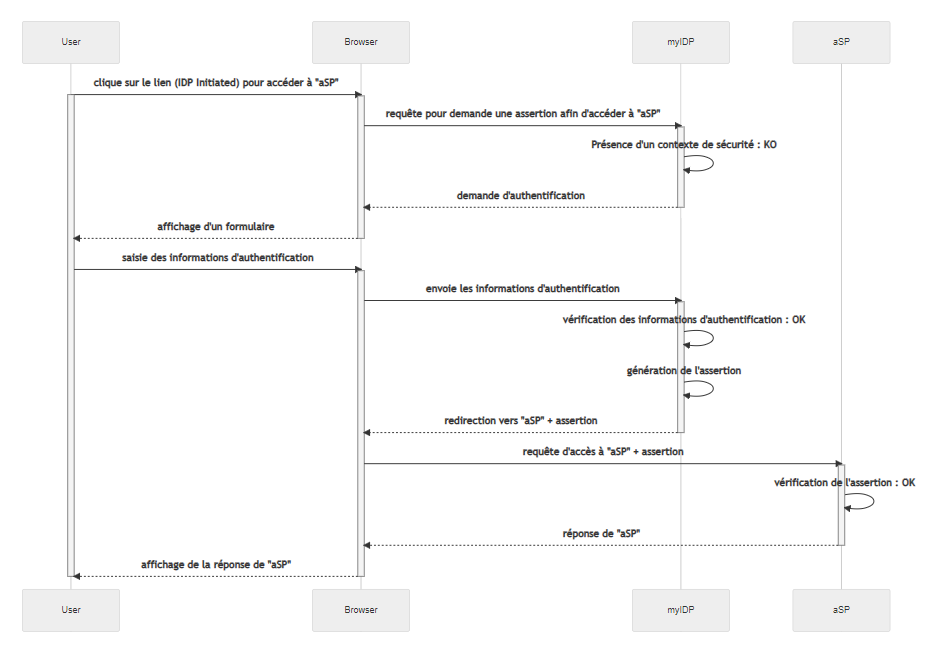 User
Browser
myIDP
aSP
clique sur le lien (IDP Initiated) pour accéder à "aSP"
requête pour demande une assertion afin d'accéder à "aSP"
Présence d'un contexte de sécurité : KO
demande d'authentification
affichage d'un formulaire
saisie des informations d'authentification
envoie les informations d'authentification
vérification des informations d'authentification : OK
génération de l'assertion
redirection vers "aSP" + assertion
requête d'accès à "aSP" + assertion
vérification de l'assertion : OK
réponse de "aSP"
affichage de la réponse de "aSP"
User
Browser
myIDP
aSP